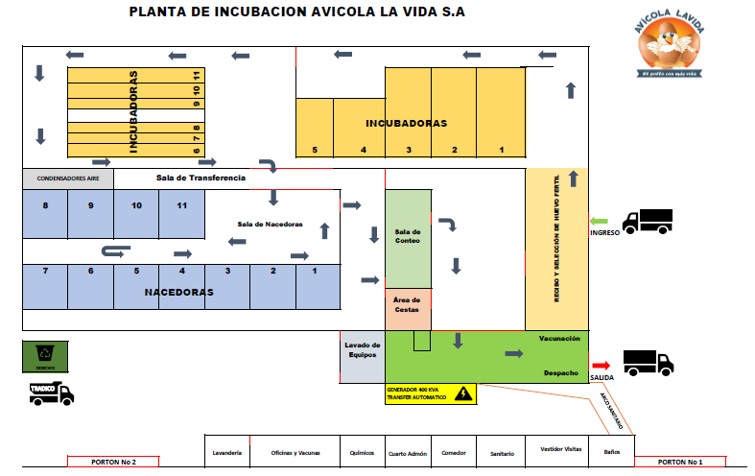 PLANTA DE INCUBACION AVICOLA LA VIDA S.A
AVÍCOLA LAVIDA
Mi pollito con más vida
INCUBADORAS
11
10
9
8
7
6
INCUBADORAS
5 4 3 2 1
CONDENSADORES AIRE
Sala de Transferencia
8 9 10 11
Sala de Nacedoras
7 6 5 4 3 2 1
NACEDORAS
Sala de
Conteo
Área de
Cestas
RECIBO Y SELECCIÓN DE HUEVO FERTIL
INGRESO
Lavado de
Equipos
Vacunación
Despacho
SALIDA
GENERADOR 400 KVA
TRANSFER AUTOMATICO
ARCO SANITARIO
Lavandería
Oficinas y Vacunas
Químicos
Cuarto Admón
Comedor
Sanitario
Vestidor Visitas
Baños
PORTON No 2
PORTON No 1